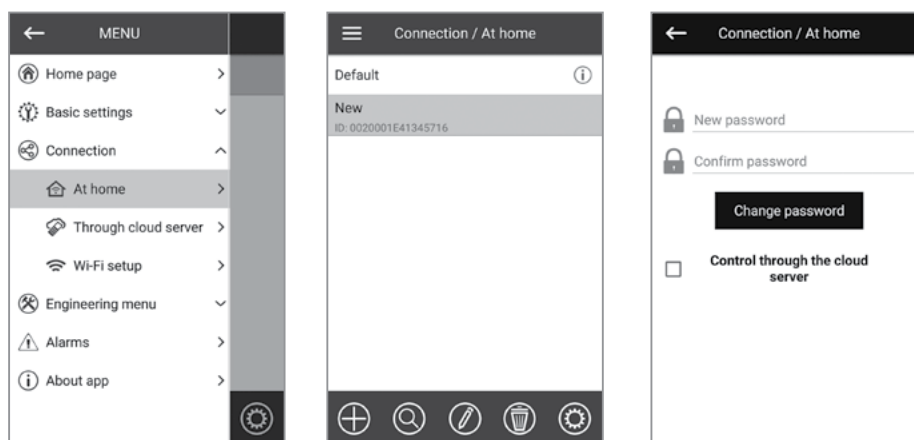 MENU
Home page
Basic settings
Connection
At home
Through cloud server
Wi-Fi setup
Engineering menu
Alarms
About app
Connection / At home
Default
New
ID: 0020001E41345716
Connection / At home
New password
Confirm password
Change password
Control through the cloud
server